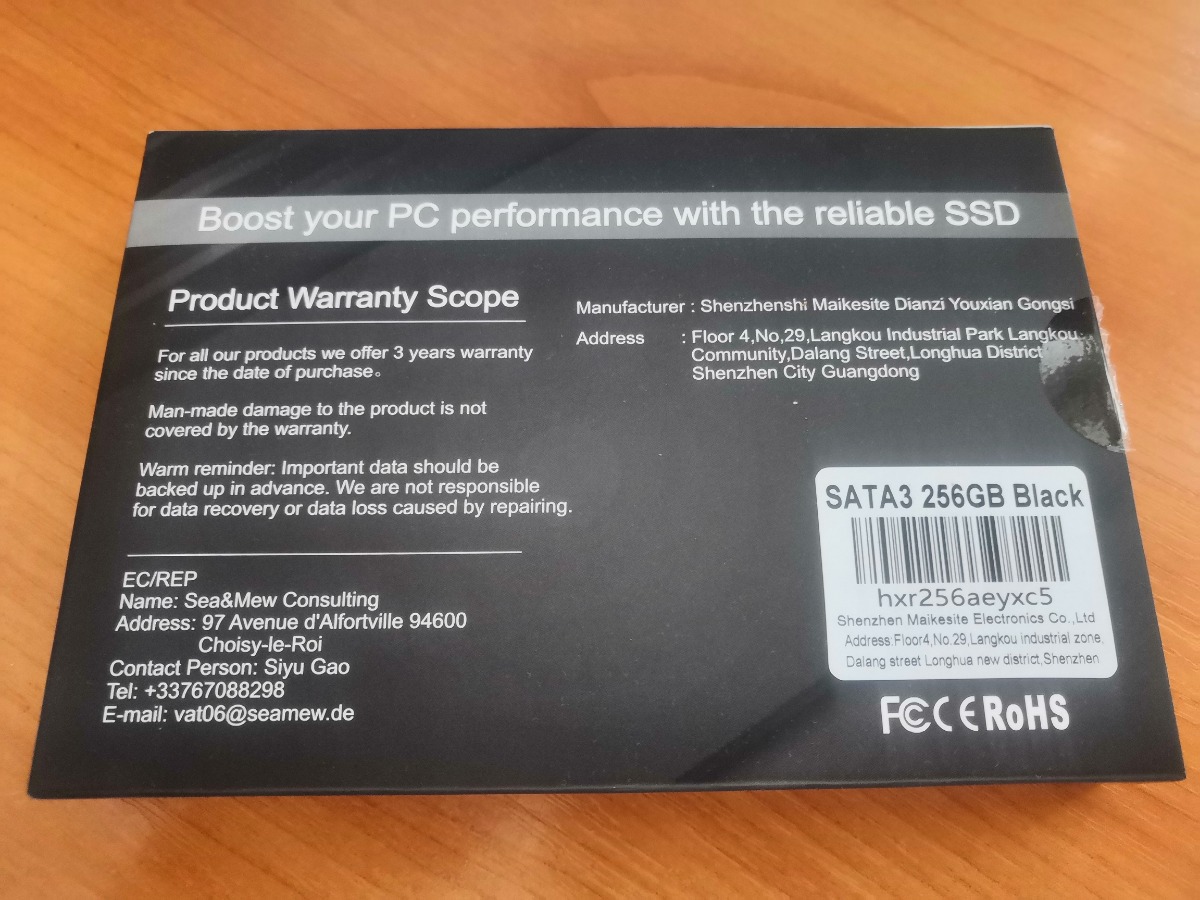 Boost your PC performance with the reliable SSD
Product Warranty Scope
For all our products we offer 3 years warranty
since the date of purchase。
Man-made damage to the product is not
covered by the warranty.
Warm reminder: Important data should be
backed up in advance. We are not responsible
for data recovery or data loss caused by repairing.
EC/REP
Name: Sea&Mew Consulting
Address: 97 Avenue d'Alfortville 94600
Choisy-le-Roi
Contact Person: Siyu Gao
Tel: +33767088298
E-mail: vat06@seamew.de
Manufacturer : Shenzhenshi Maikesite Dianzi Youxian Gongsi
Address : Floor 4,No,29,Langkou Industrial Park Langkou
Community,Dalang Street,Longhua District
Shenzhen City Guangdong
SATA3 256GB Black
hxr256aeyxc5
Shenzhen Maikesite Electronics Co.,Ltd
Address:Floor4,No.29,Langkou industrial zone,
Dalang street Longhua new district,Shenzhen
FC CE RoHS